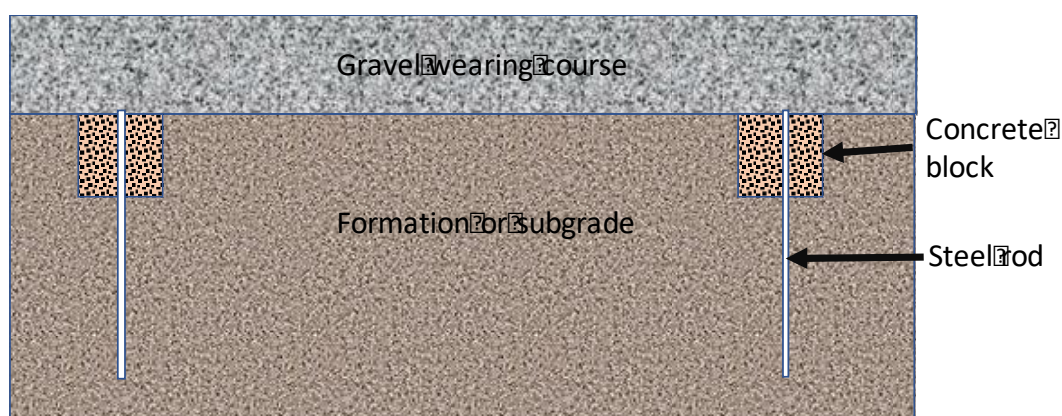 Gravel⍰wearing⍰course
Concrete⍰
block
Formation⍰or⍰subgrade
Steel⍰rod